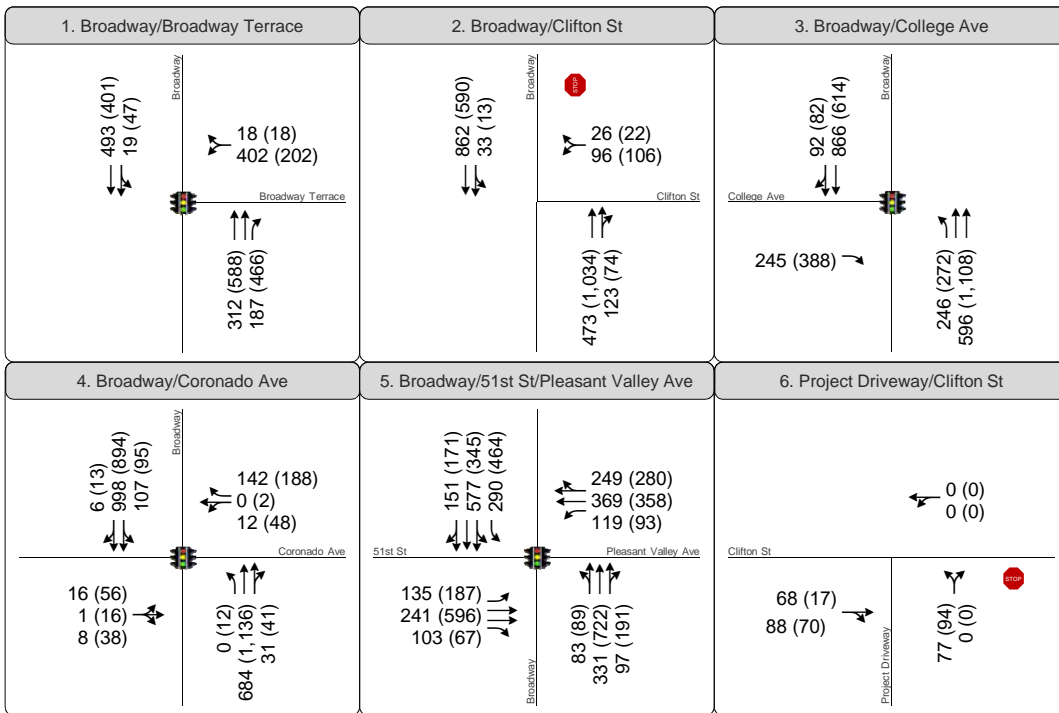 1. Broadway/Broadway Terrace
Broadway
493 (401)
19 (47)
18 (18)
402 (202)
Broadway Terrace
312 (588)
187 (466)
2. Broadway/Clifton St
Broadway
STOP
862 (590)
33 (13)
26 (22)
96 (106)
Clifton St
473 (1,034)
123 (74)
3. Broadway/College Ave
Broadway
92 (82)
866 (614)
College Ave
245 (388)
246 (272)
596 (1,108)
4. Broadway/Coronado Ave
Broadway
6 (13)
998 (894)
107 (95)
142 (188)
0 (2)
12 (48)
Coronado Ave
16 (56)
1 (16)
8 (38)
0 (12)
684 (1,136)
31 (41)
5. Broadway/51st St/Pleasant Valley Ave
151 (171)
577 (345)
290 (464)
249 (280)
369 (358)
119 (93)
51st St
Pleasant Valley Ave
135 (187)
241 (596)
103 (67)
83 (89)
331 (722)
97 (191)
Broadway
6. Project Driveway/Clifton St
0 (0)
0 (0)
Clifton St
STOP
68 (17)
88 (70)
77 (94)
0 (0)
Project Driveway